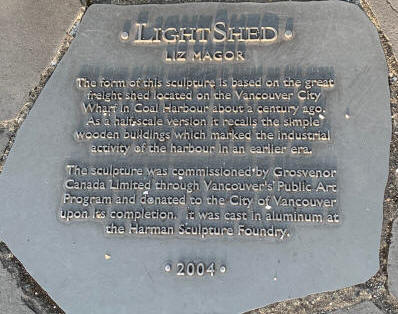 • LIGHTSHED •
LIZ MAGOR
The form of this sculpture is based on the great
freight shed located on the Vancouver City
Wharf in Coal Harbour about a century ago.
As a half-scale version it recalls the simple
wooden buildings which marked the industrial
activity of the harbour in an earlier era.
The sculpture was commissioned by Grosvenor
Canada Limited through Vancouver's Public Art
Program and donated to the City of Vancouver
upon its completion. It was cast in aluminum at
the Harman Sculpture Foundry.
• 2004 •